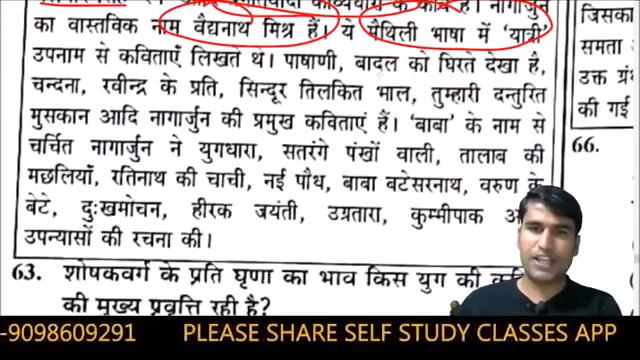 का वास्तविक नाम वैद्यनाथ मिश्र हैं। ये मैथिली भाषा में 'यात्री'
उपनाम से कविताएँ लिखते थे। पाषाणी, बादल को घिरते देखा है,
चन्दना, रवीन्द्र के प्रति, सिन्दूर तिलकित भाल, तुम्हारी दन्तुरित
मुसकान आदि नागार्जुन की प्रमुख कविताएं हैं। 'बाबा' के नाम से
चर्चित नागार्जुन ने युगधारा, सतरंगे पंखों वाली, तालाब की
मछलियाँ, रतिनाथ की चाची, नई पौध, बाबा बटेसरनाथ, वरुण के
बेटे, दुःखमोचन, हीरक जयंती, उग्रतारा, कुम्मीपाक
उपन्यासों की रचना की।
63. शोषकवर्ग के प्रति घृणा का भाव किस युग की
की मुख्य प्रवृत्ति रही है?
जिसका
समता
उक्त ग्रं
की गई
66.
-9098609291 PLEASE SHARE SELF STUDY CLASSES APP